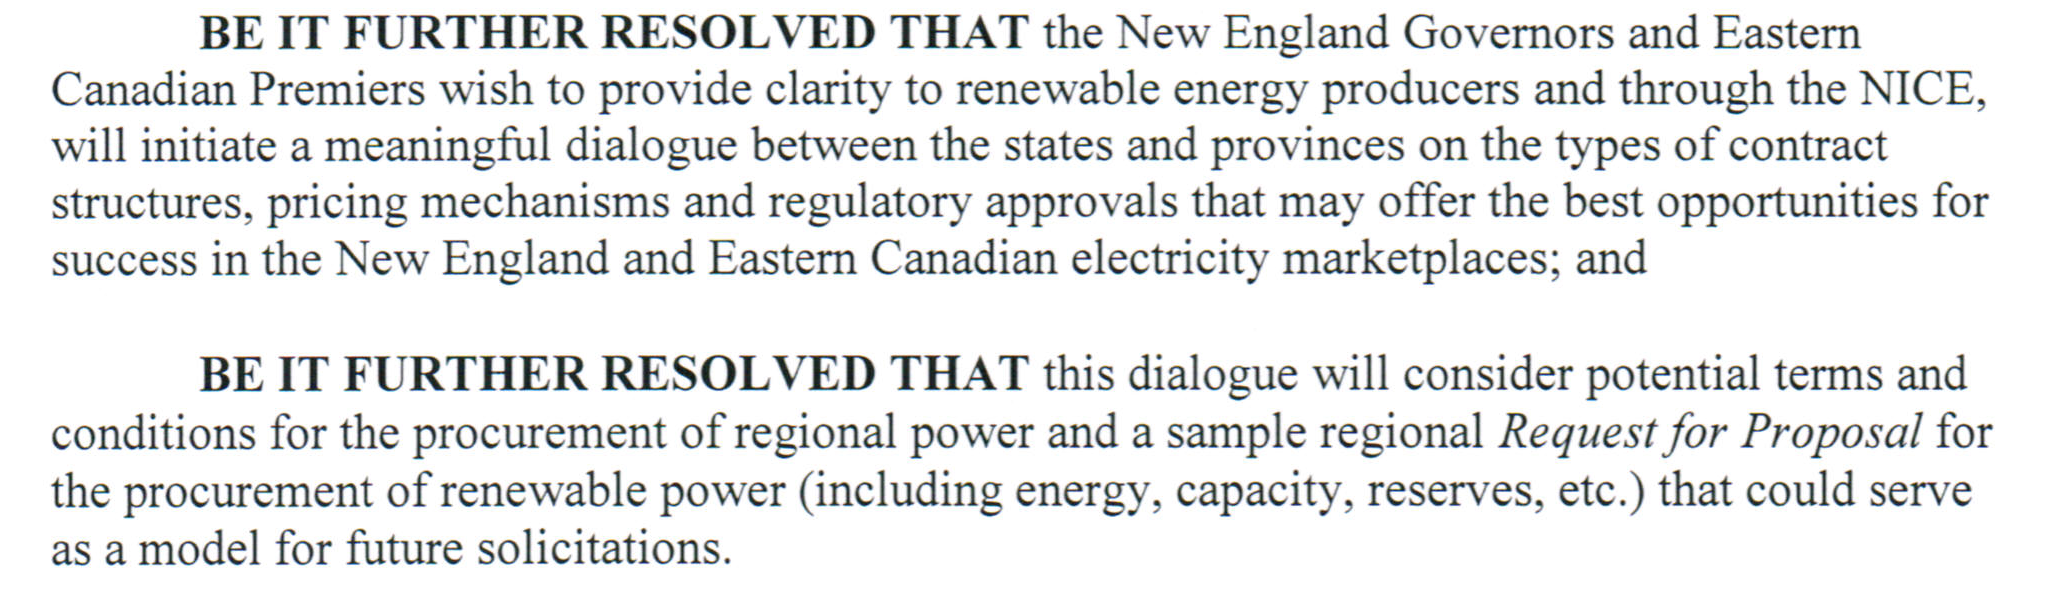 BE IT FURTHER RESOLVED THAT the New England Governors and Eastern
Canadian Premiers wish to provide clarity to renewable energy producers and through the NICE,
will initiate a meaningful dialogue between the states and provinces on the types of contract
structures, pricing mechanisms and regulatory approvals that may offer the best opportunities for
success in the New England and Eastern Canadian electricity marketplaces; and
BE IT FURTHER RESOLVED THAT this dialogue will consider potential terms and
conditions for the procurement of regional power and a sample regional Request for Proposal for
the procurement of renewable power (including energy, capacity, reserves, etc.) that could serve
as a model for future solicitations.